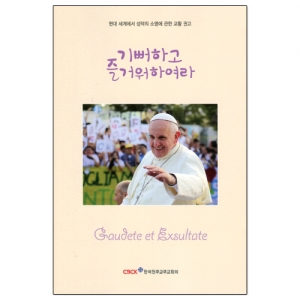 현대 세계에서 성덕의 소명에 관한 교황 권고
기뻐하고
즐거워하여라
Gaudete et Exsultate
CBCK 한국천주교주교회의